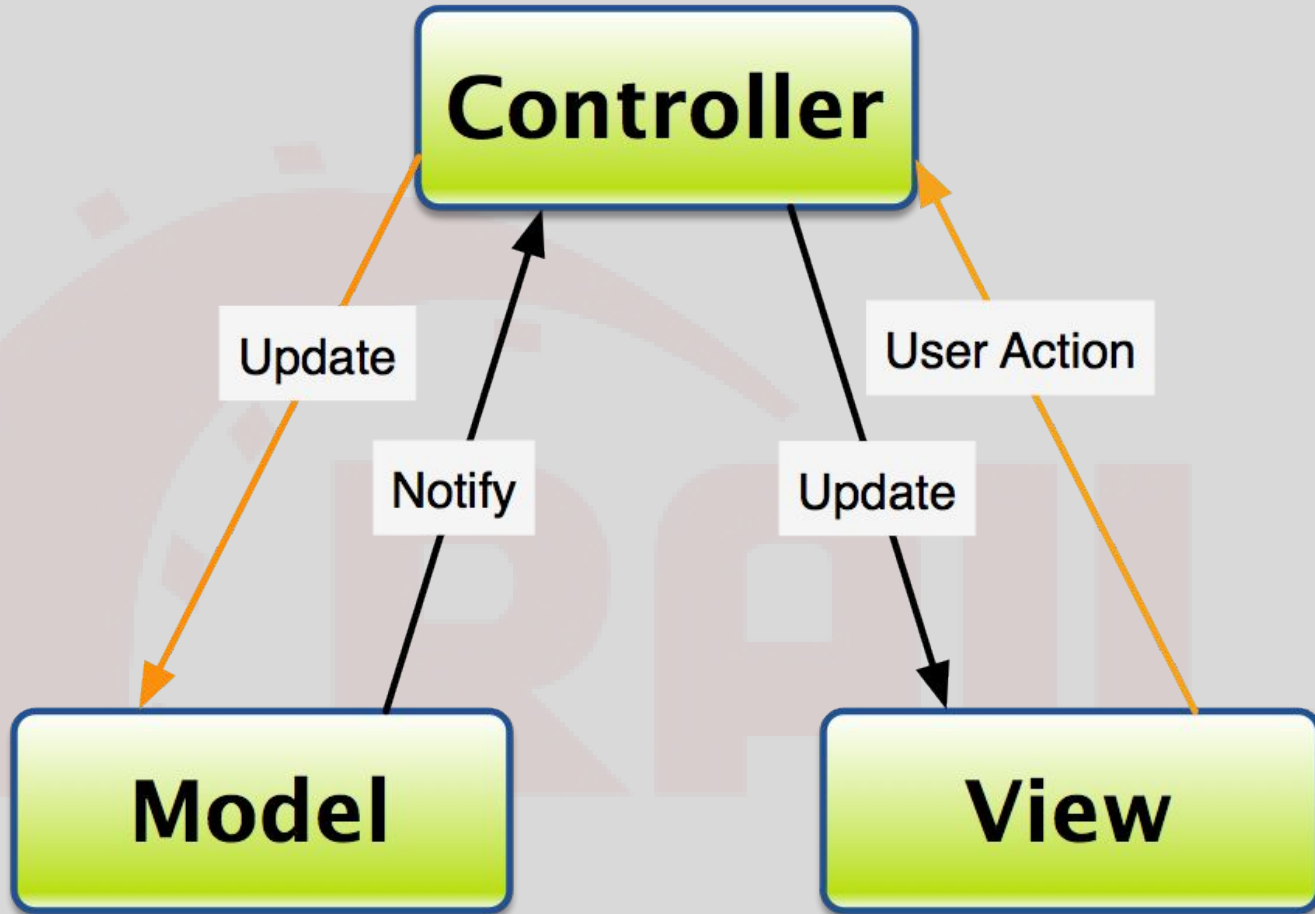 Controller
Update
User Action
Notify
Update
Model
View